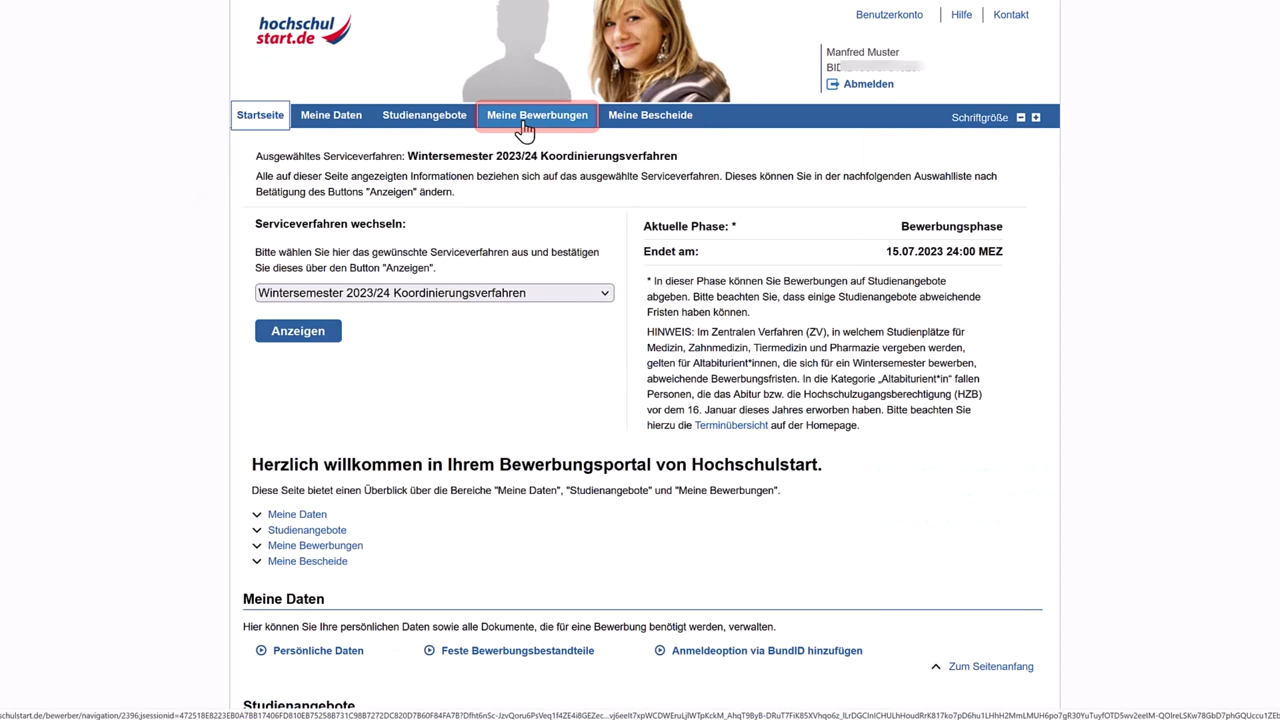 hochschul
start.de
Benutzerkonto
Hilfe
Kontakt
Manfred Muster
Abmelden
Startseite
Meine Daten
Studienangebote
Meine Bewerbungen
Meine Bescheide
Schriftgröße
Ausgewähltes Serviceverfahren: Wintersemester 2023/24 Koordinierungsverfahren
Alle auf dieser Seite angezeigten Informationen beziehen sich auf das ausgewählte Serviceverfahren. Dieses können Sie in der nachfolgenden Auswahlliste nach
Betätigung des Buttons "Anzeigen" ändern.
Serviceverfahren wechseln:
Bitte wählen Sie hier das gewünschte Serviceverfahren aus und bestätigen
Sie dieses über den Button "Anzeigen".
Wintersemester 2023/24 Koordinierungsverfahren
Anzeigen
Aktuelle Phase: * Bewerbungsphase
Endet am: 15.07.2023 24:00 MEZ
* In dieser Phase können Sie Bewerbungen auf Studienangebote
abgeben. Bitte beachten Sie, dass einige Studienangebote abweichende
Fristen haben können.
HINWEIS: Im Zentralen Verfahren (ZV), in welchem Studienplätze für
Medizin, Zahnmedizin, Tiermedizin und Pharmazie vergeben werden,
gelten für Altabiturient*innen, die sich für ein Wintersemester bewerben,
abweichende Bewerbungsfristen. In die Kategorie „Altabiturient*in" fallen
Personen, die das Abitur bzw. die Hochschulzugangsberechtigung (HZB)
vor dem 16. Januar dieses Jahres erworben haben. Bitte beachten Sie
hierzu die Terminübersicht auf der Homepage.
Herzlich willkommen in Ihrem Bewerbungsportal von Hochschulstart.
Diese Seite bietet einen Überblick über die Bereiche "Meine Daten", "Studienangebote" und "Meine Bewerbungen".
Meine Daten
Studienangebote
Meine Bewerbungen
Meine Bescheide
Meine Daten
Hier können Sie Ihre persönlichen Daten sowie alle Dokumente, die für eine Bewerbung benötigt werden, verwalten.
Persönliche Daten
Feste Bewerbungsbestandteile
Anmeldeoption via BundID hinzufügen
Zum Seitenanfang
Studienangebote